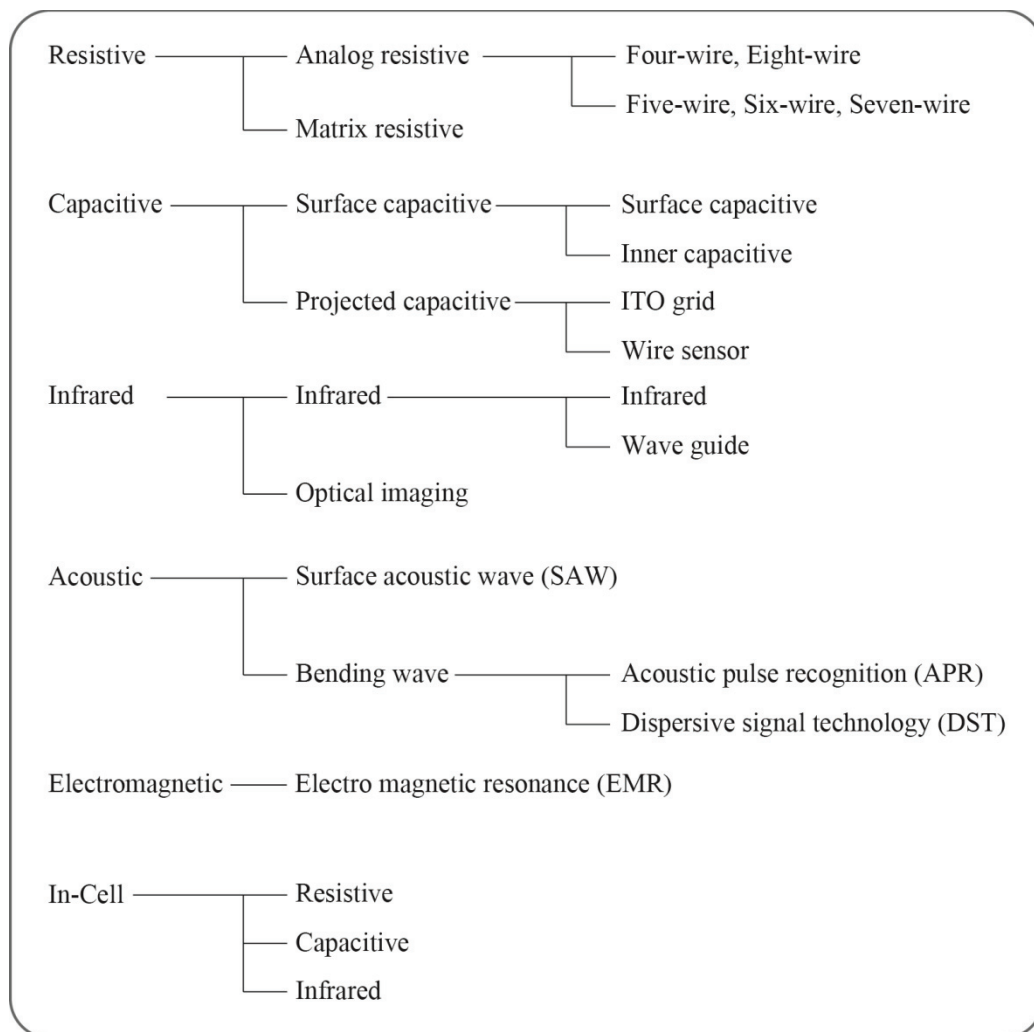 Resistive Analog resistive Four-wire, Eight-wire
Five-wire, Six-wire, Seven-wire
Matrix resistive
Capacitive Surface capacitive Surface capacitive
Inner capacitive
Projected capacitive ITO grid
Wire sensor
Infrared Infrared Infrared
Wave guide
Optical imaging
Acoustic Surface acoustic wave (SAW)
Bending wave Acoustic pulse recognition (APR)
Dispersive signal technology (DST)
Electromagnetic Electro magnetic resonance (EMR)
In-Cell Resistive
Capacitive
Infrared